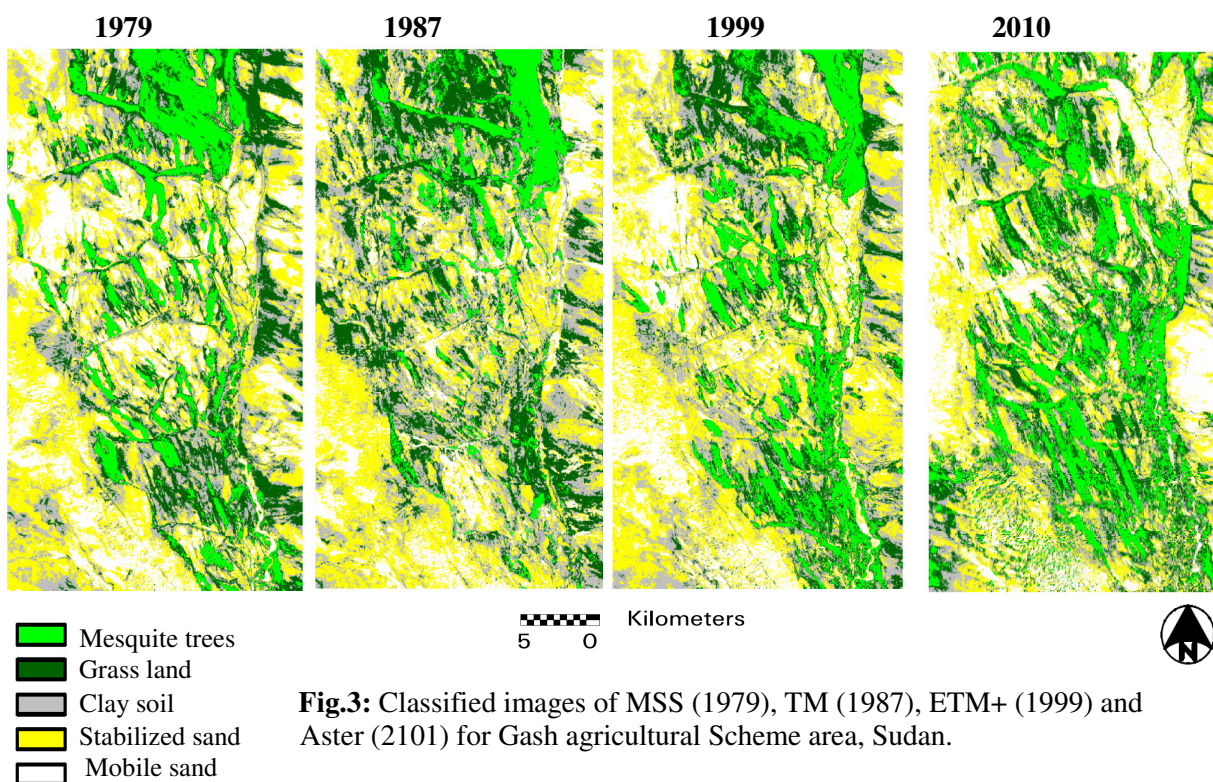 1979 1987 1999 2010
Kilometers
5 0
N
Mesquite trees
Grass land
Clay soil
Stabilized sand
Mobile sand
Fig.3: Classified images of MSS (1979), TM (1987), ETM+ (1999) and
Aster (2101) for Gash agricultural Scheme area, Sudan.